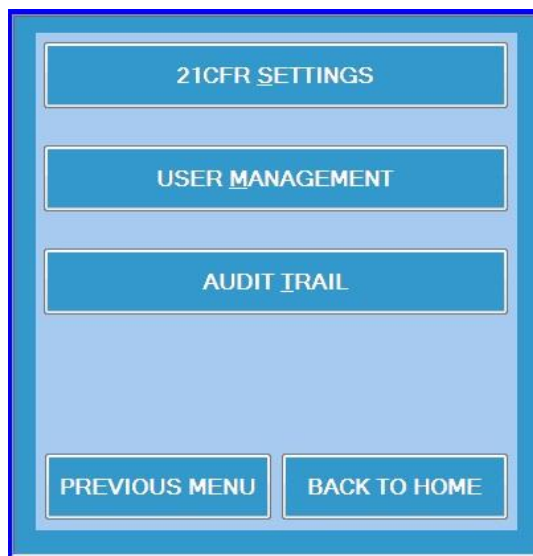 21CFR SETTINGS
USER MANAGEMENT
AUDIT TRAIL
PREVIOUS MENU
BACK TO HOME